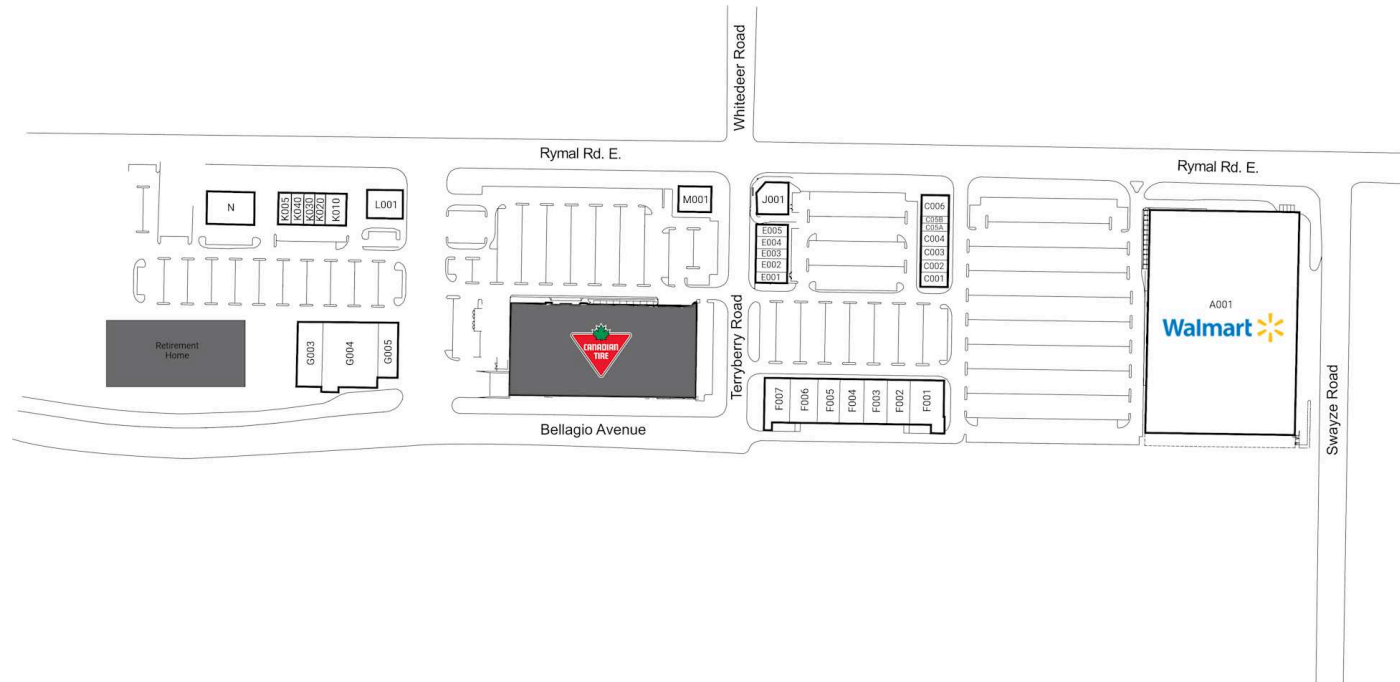 Whitedeer Road
Rymal Rd. E.
Rymal Rd. E.
N
K005
K040
K030
K020
K010
L001
M001
J001
E005
E004
E003
E002
E001
C006
C05B
C05A
C004
C003
C002
C001
A001
Walmart
Retirement
Home
G003
G004
G005
CANADIAN
TIRE
Terryberry Road
F007
F006
F005
F004
F003
F002
F001
Swayze Road
Bellagio Avenue